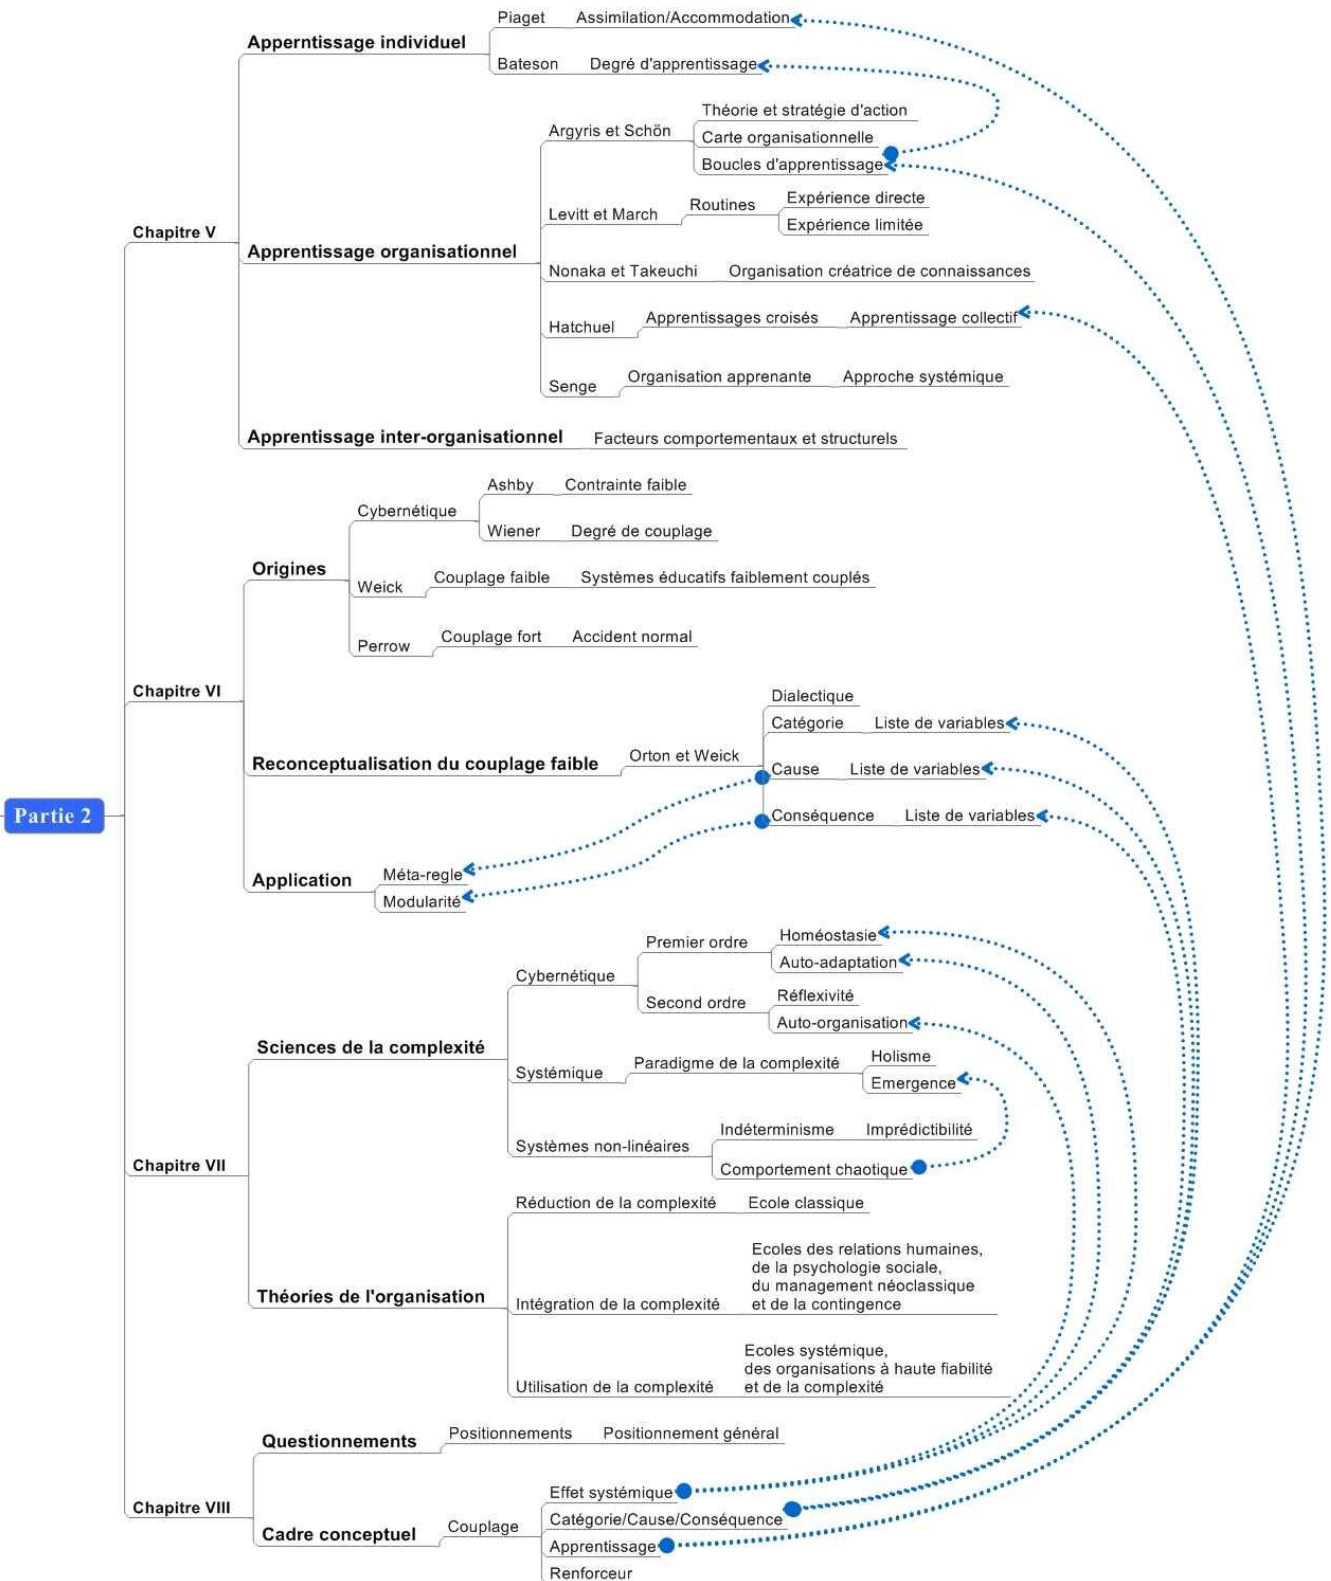 Partie 2
Chapitre V
Apperntissage individuel
Piaget
Assimilation/Accommodation
Bateson
Degré d'apprentissage
Apprentissage organisationnel
Argyris et Schön
Théorie et stratégie d'action
Carte organisationnelle
Boucles d'apprentissage
Levitt et March
Routines
Expérience directe
Expérience limitée
Nonaka et Takeuchi
Organisation créatrice de connaissances
Hatchuel
Apprentissages croisés
Apprentissage collectif
Senge
Organisation apprenante
Approche systémique
Apprentissage inter-organisationnel
Facteurs comportementaux et structurels
Chapitre VI
Origines
Cybernétique
Ashby
Contrainte faible
Wiener
Degré de couplage
Weick
Couplage faible
Systèmes éducatifs faiblement couplés
Perrow
Couplage fort
Accident normal
Reconceptualisation du couplage faible
Orton et Weick
Dialectique
Catégorie
Liste de variables
Cause
Liste de variables
Conséquence
Liste de variables
Application
Méta-regle
Modularité
Chapitre VII
Sciences de la complexité
Cybernétique
Premier ordre
Homéostasie
Auto-adaptation
Second ordre
Réflexivité
Auto-organisation
Systémique
Paradigme de la complexité
Holisme
Emergence
Systèmes non-linéaires
Indéterminisme
Imprédictibilité
Comportement chaotique
Théories de l'organisation
Réduction de la complexité
Ecole classique
Intégration de la complexité
Ecoles des relations humaines,
de la psychologie sociale,
du management néoclassique
et de la contingence
Utilisation de la complexité
Ecoles systémique,
des organisations à haute fiabilité
et de la complexité
Chapitre VIII
Questionnements
Positionnements
Positionnement général
Cadre conceptuel
Couplage
Effet systémique
Catégorie/Cause/Conséquence
Apprentissage
Renforceur